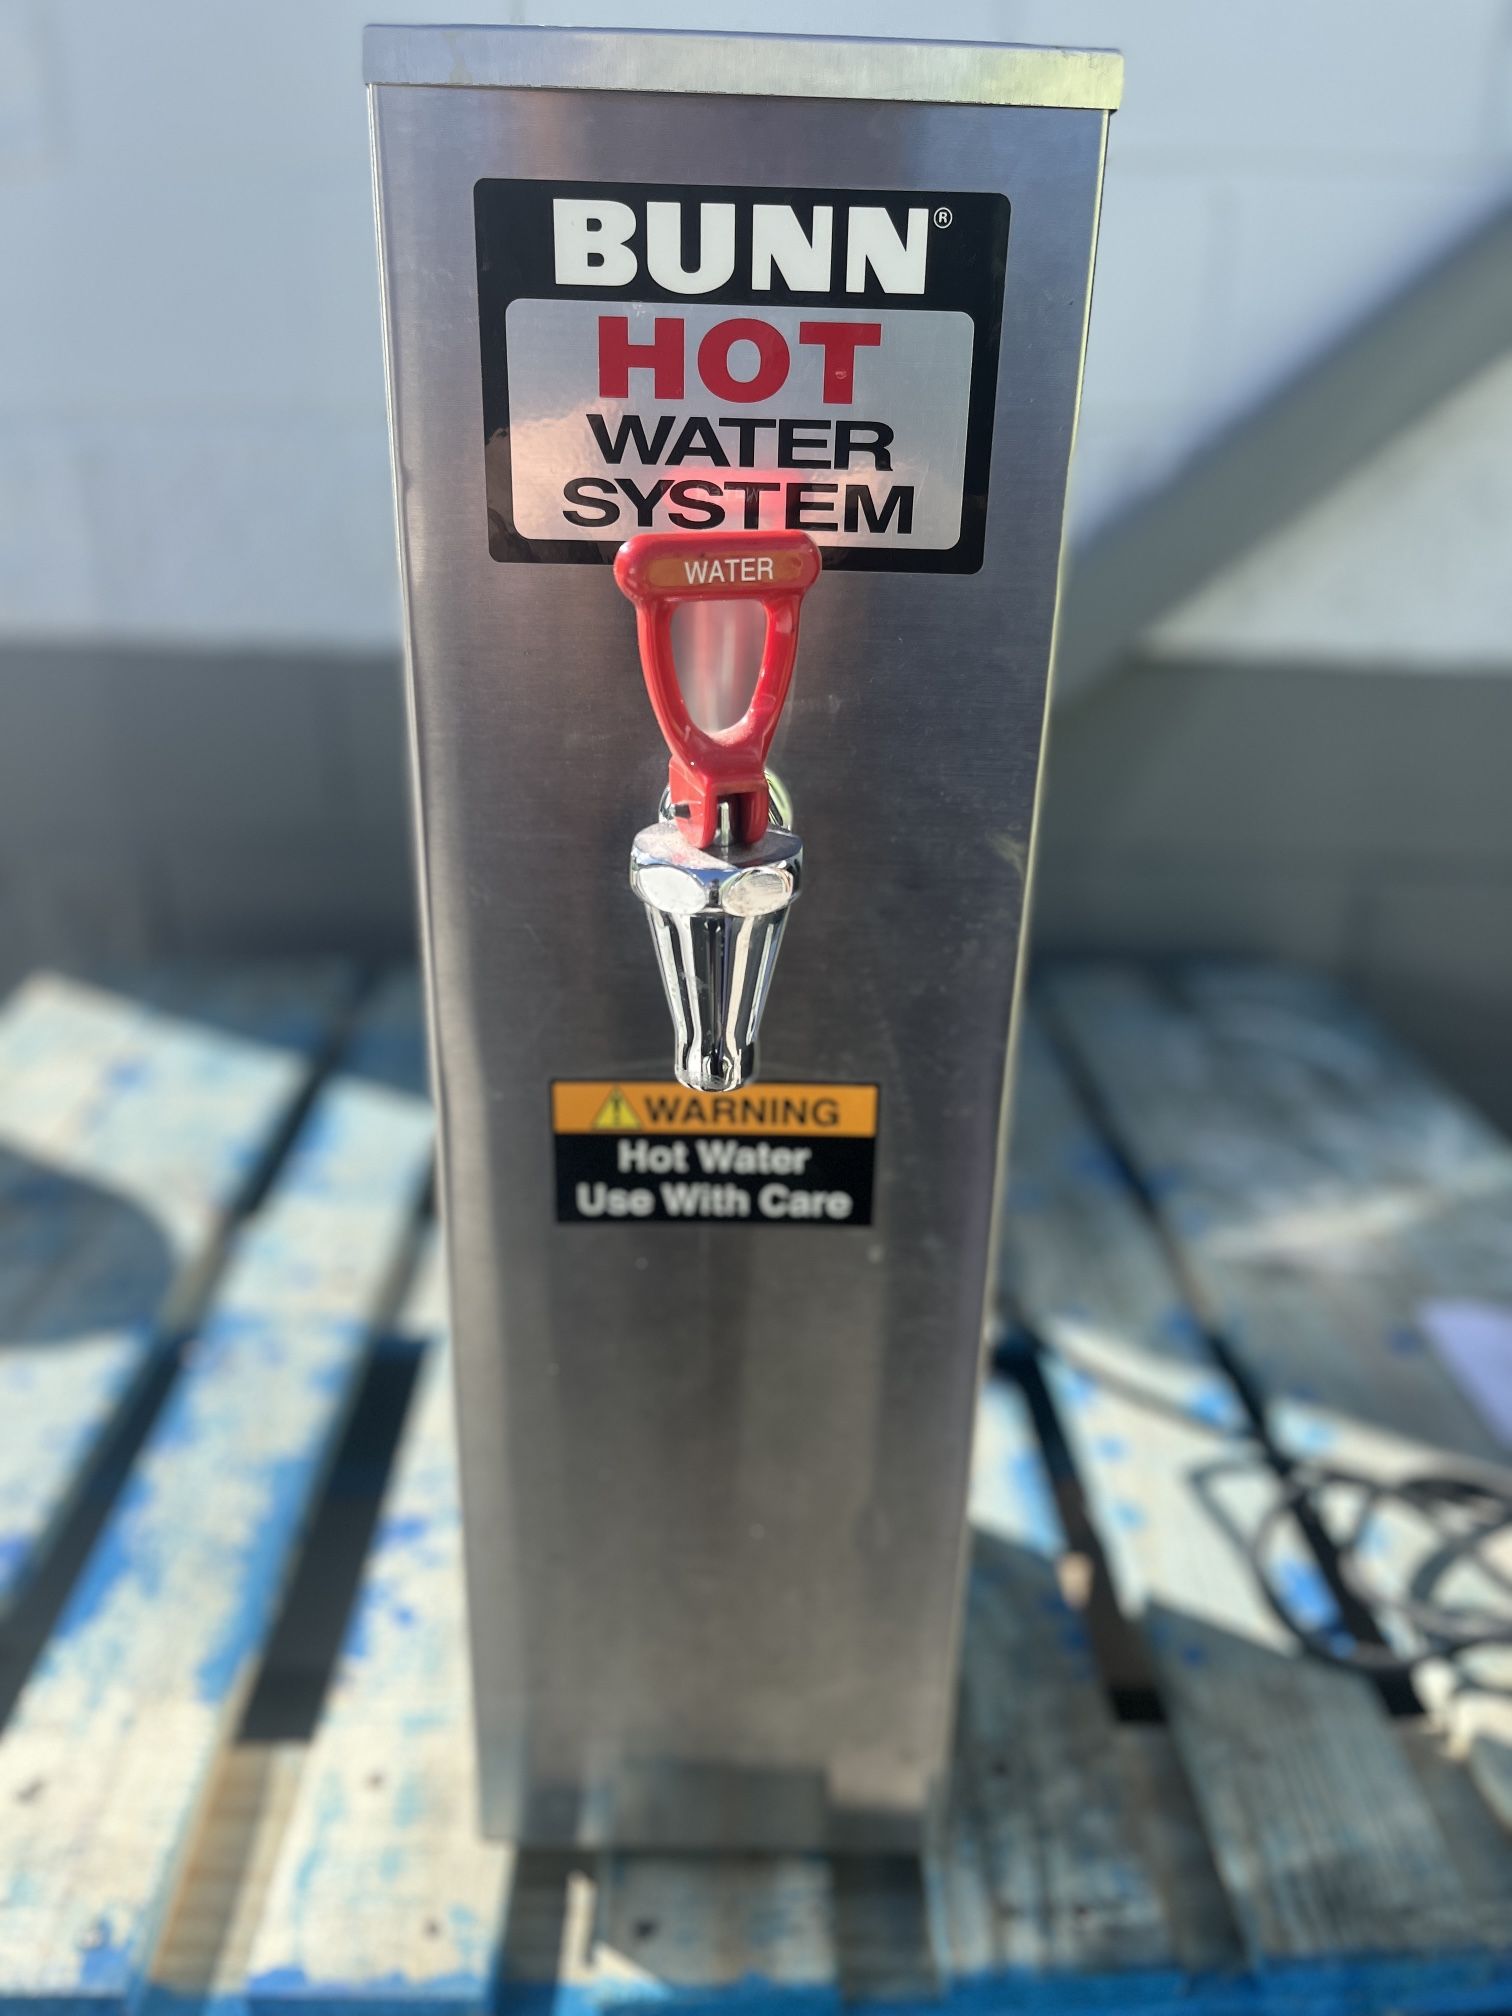 BUNN®
HOT
WATER
SYSTEM
WATER
WARNING
Hot Water
Use With Care